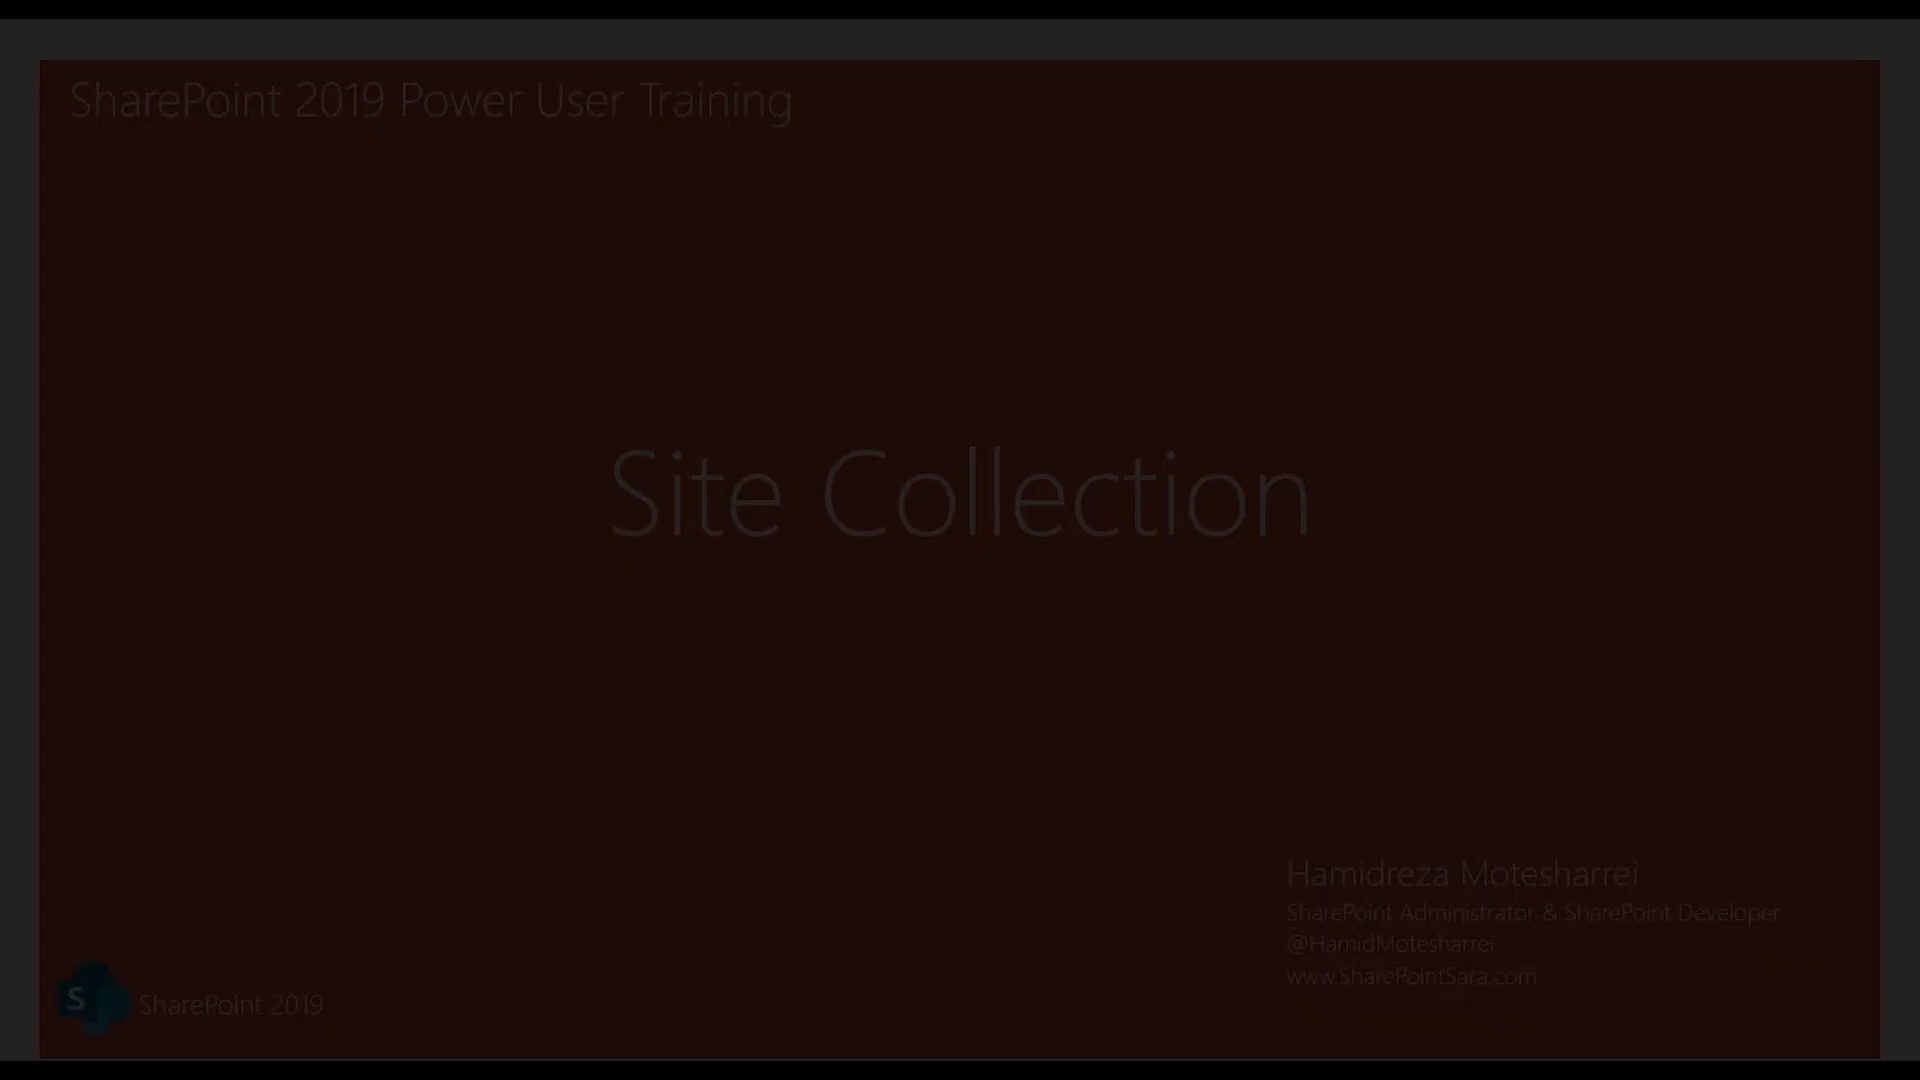 SharePoint 2019 Power User Training
Site Collection
Hamidreza Motesharrei
SharePoint Administrator & SharePoint Developer
@HamidMotesharrei
www.SharePointSara.com
S
SharePoint 2019